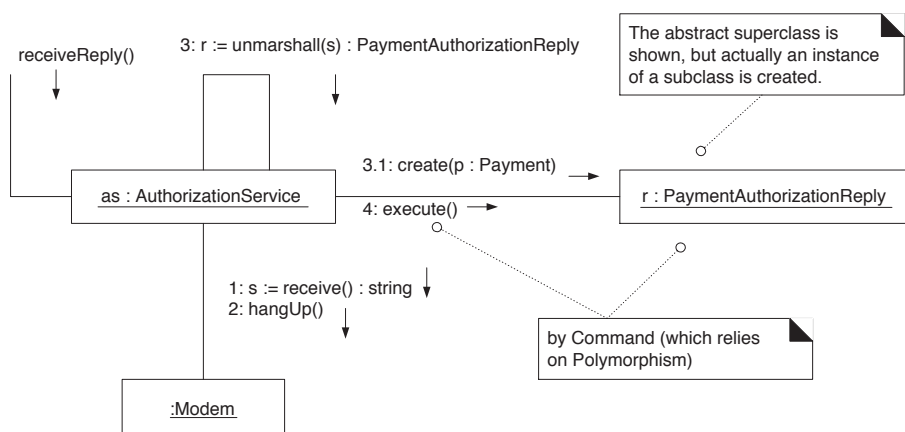 receiveReply()
3: r := unmarshall(s) : PaymentAuthorizationReply
The abstract superclass is
shown, but actually an instance
of a subclass is created.
3.1: create(p : Payment)
as : AuthorizationService
r : PaymentAuthorizationReply
4: execute()
1: s := receive() : string
2: hangUp()
by Command (which relies
on Polymorphism)
:Modem